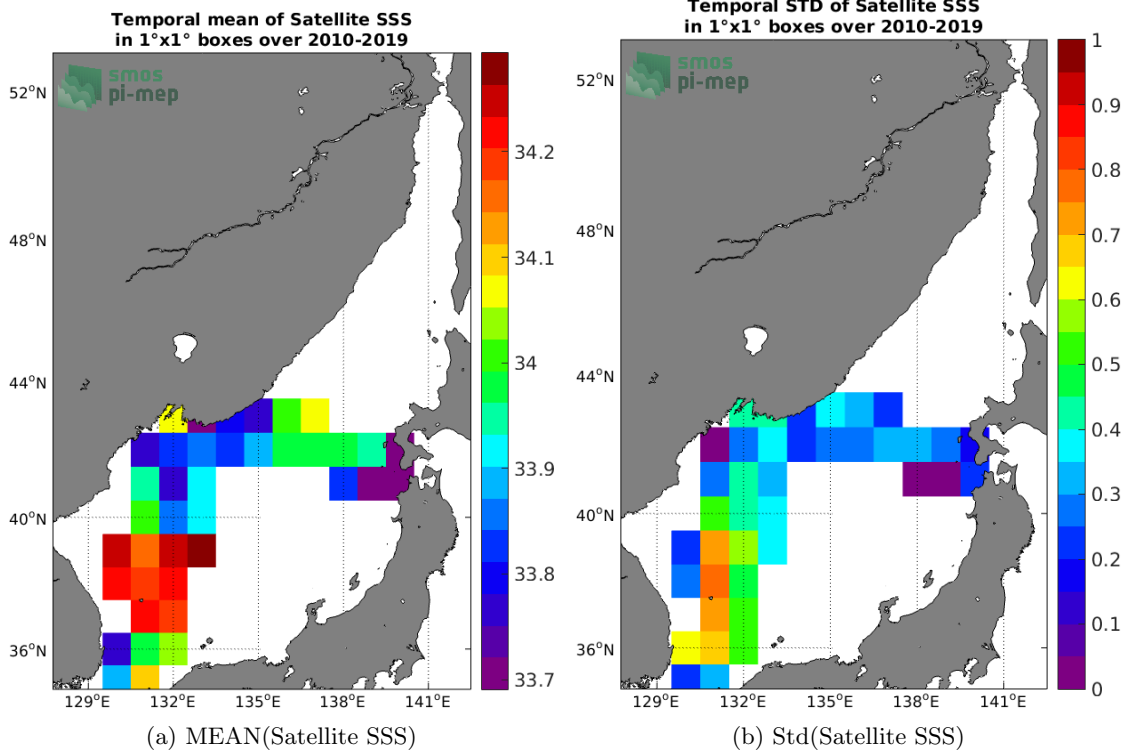 Temporal mean of Satellite SSS
in 1°x1° boxes over 2010-2019
smos
pi-mep
52°N
48°N
44°N
40°N
36°N
129°E
132°E
135°E
138°E
141°E
34.2
34.1
34
33.9
33.8
33.7
(a) MEAN(Satellite SSS)
Temporal STD of Satellite SSS
in 1°x1° boxes over 2010-2019
smos
pi-mep
52°N
48°N
44°N
40°N
36°N
129°E
132°E
135°E
138°E
141°E
1
0.9
0.8
0.7
0.6
0.5
0.4
0.3
0.2
0.1
0
(b) Std(Satellite SSS)